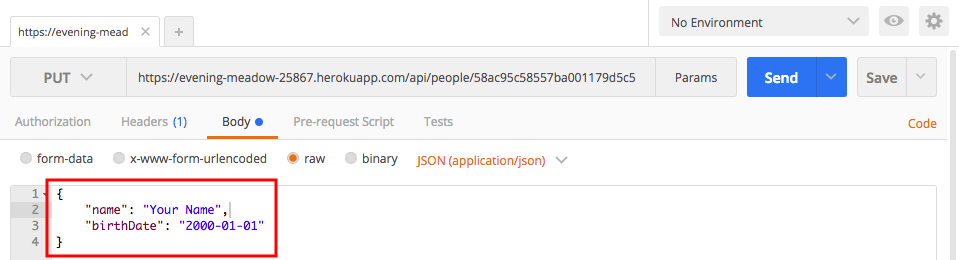 https://evening-mead × +
No Environment
PUT https://evening-meadow-25867.herokuapp.com/api/people/58ac95c58557ba001179d5c5 Params Send Save
Authorization Headers (1) Body Pre-request Script Tests Code
form-data x-www-form-urlencoded raw binary JSON (application/json)
1 {
2 "name": "Your Name",
3 "birthDate": "2000-01-01"
4 }